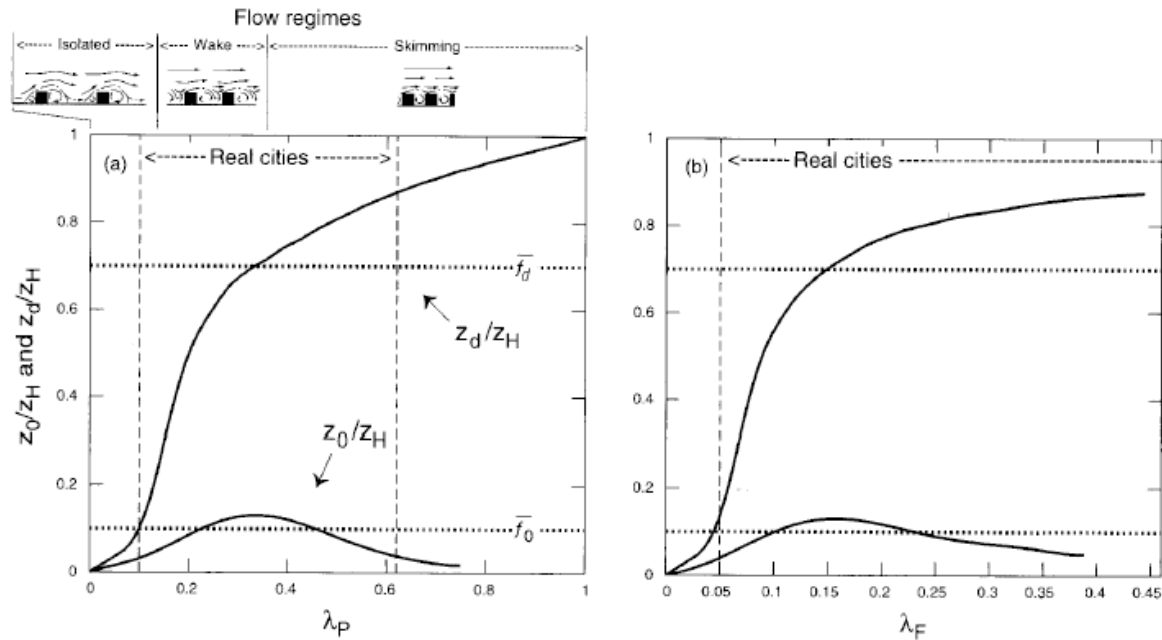 Flow regimes
Isolated
Wake
Skimming
1
0.8
0.6
0.4
0.2
0
(a)
Real cities
f̅d
zd/zH
z0/zH
f̅0
z0/zH and zd/zH
0
0.2
0.4
0.6
0.8
1
λP
1
0.8
0.6
0.4
0.2
0
(b)
Real cities
0
0.05
0.1
0.15
0.2
0.25
0.3
0.35
0.4
0.45
λF